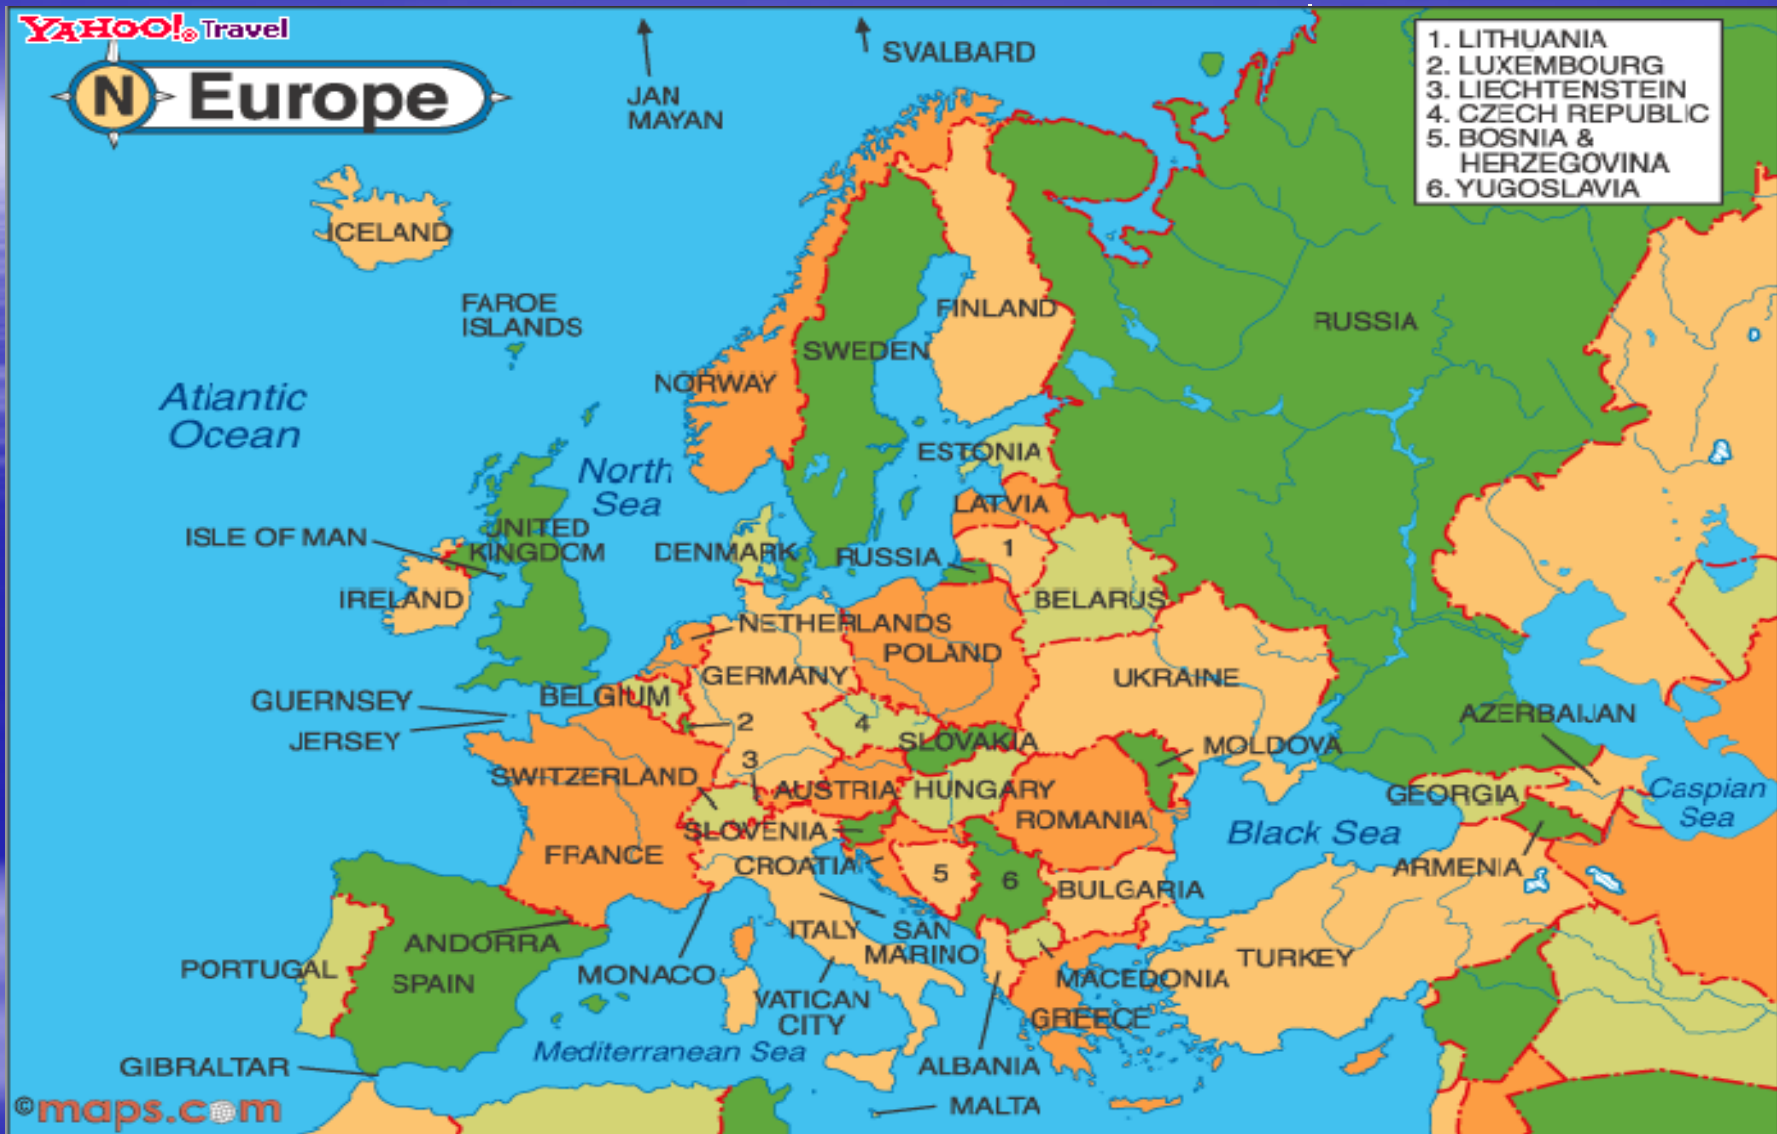 YAHOO! Travel
N Europe
1. LITHUANIA
2. LUXEMBOURG
3. LIECHTENSTEIN
4. CZECH REPUBLIC
5. BOSNIA &
HERZEGOVINA
6. YUGOSLAVIA
SVALBARD
JAN
MAYAN
ICELAND
FAROE
ISLANDS
FINLAND
RUSSIA
SWEDEN
NORWAY
Atlantic
Ocean
North
Sea
ESTONIA
LATVIA
ISLE OF MAN
UNITED
KINGDOM
DENMARK
RUSSIA
1
IRELAND
BELARUS
NETHERLANDS
POLAND
GERMANY
UKRAINE
BELGIUM
GUERNSEY
JERSEY
2
4
SLOVAKIA
AZERBAIJAN
MOLDOVA
3
SWITZERLAND
AUSTRIA
HUNGARY
GEORGIA
Caspian
Sea
SLOVENIA
ROMANIA
Black Sea
FRANCE
CROATIA
5
6
BULGARIA
ARMENIA
ANDORRA
ITALY
SAN
MARINO
TURKEY
PORTUGAL
SPAIN
MONACO
MACEDONIA
VATICAN
CITY
GREECE
Mediterranean Sea
GIBRALTAR
ALBANIA
MALTA
©maps.com